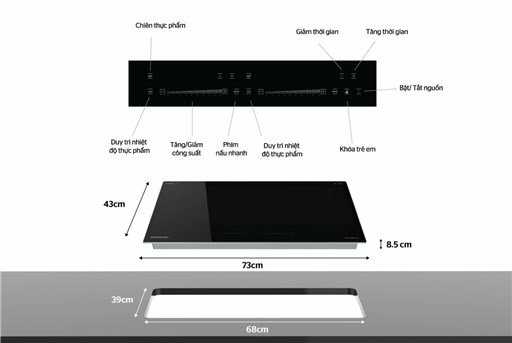 Chiên thực phẩm
Giảm thời gian
Tăng thời gian
Bật/ Tắt nguồn
Duy trì nhiệt
độ thực phẩm
Tăng/Giảm
công suất
Phím
nấu nhanh
Duy trì nhiệt
độ thực phẩm
Khóa trẻ em
43cm
8.5 cm
73cm
39cm
68cm